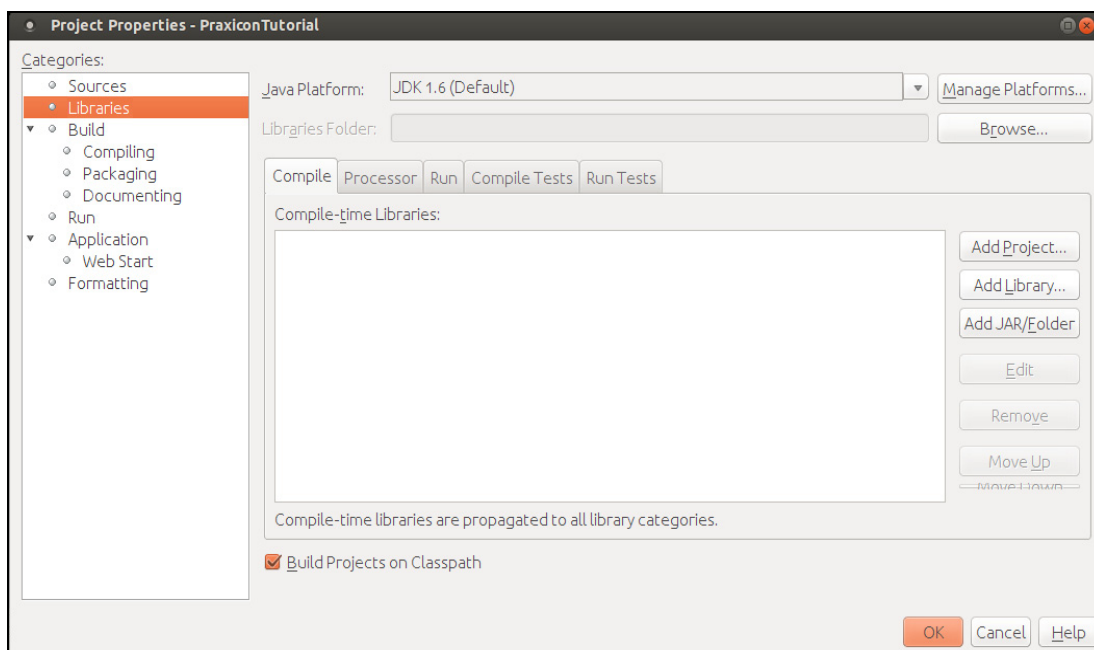 Project Properties - PraxiconTutorial
Categories:
Sources
Libraries
Build
Compiling
Packaging
Documenting
Run
Application
Web Start
Formatting
Java Platform: JDK 1.6 (Default) Manage Platforms...
Libraries Folder: Browse...
Compile Processor Run Compile Tests Run Tests
Compile-time Libraries:
Add Project...
Add Library...
Add JAR/Folder
Edit
Remove
Move Up
Move Down
Compile-time libraries are propagated to all library categories.
Build Projects on Classpath
OK Cancel Help